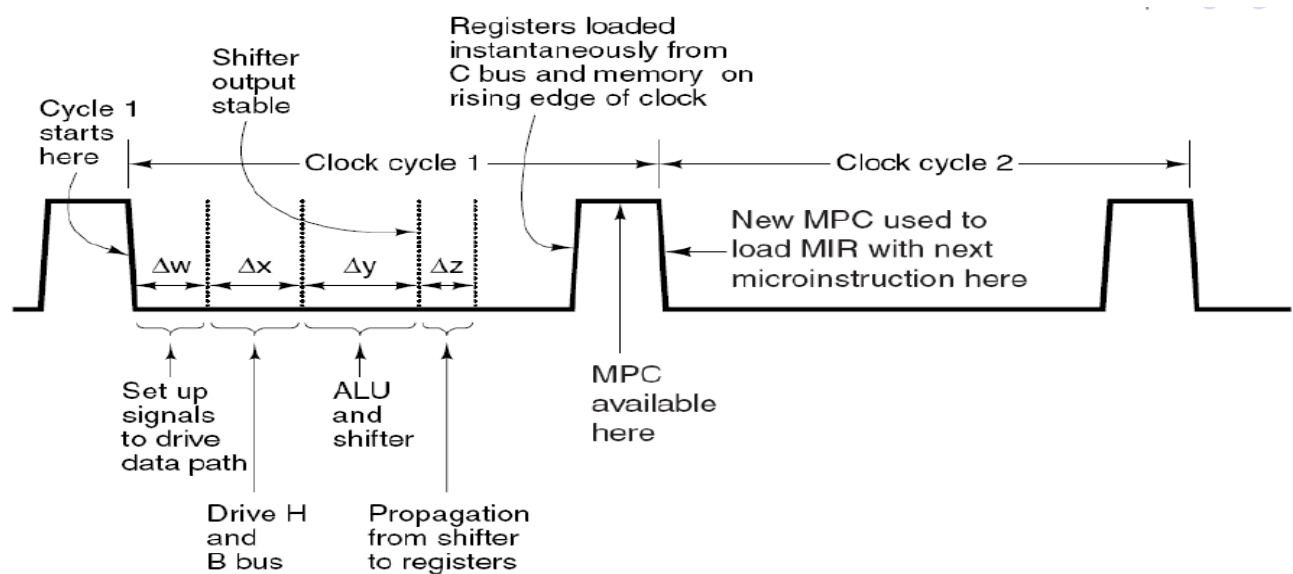 Registers loaded
instantaneously from
C bus and memory on
rising edge of clock
Shifter
output
stable
Cycle 1
starts
here
Clock cycle 1
Clock cycle 2
New MPC used to
load MIR with next
microinstruction here
Δw
Δx
Δy
Δz
Set up
signals
to drive
data path
ALU
and
shifter
MPC
available
here
Drive H
and
B bus
Propagation
from shifter
to registers